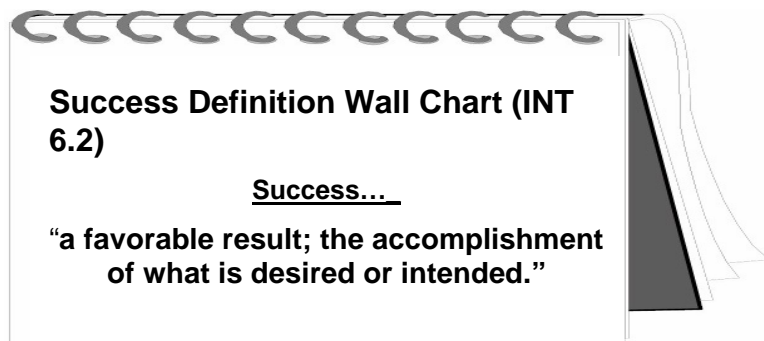 Success Definition Wall Chart (INT
6.2)
Success…_
“a favorable result; the accomplishment
of what is desired or intended.”